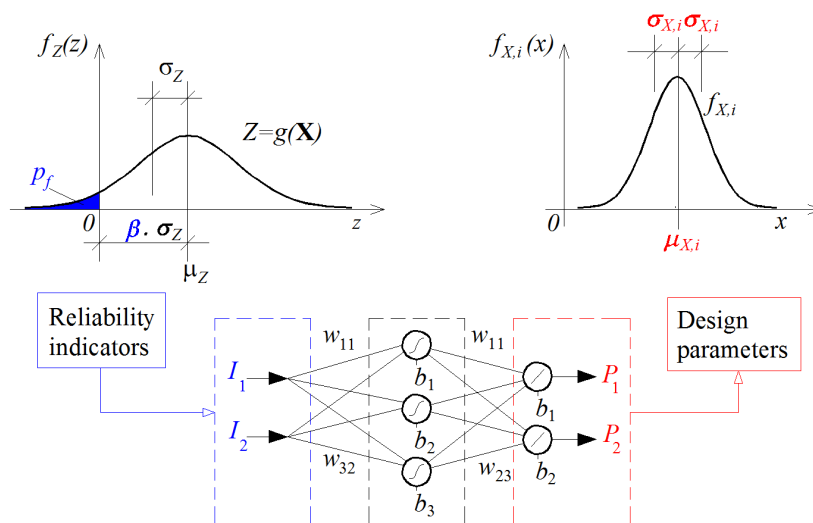 f_Z(z)
σ_Z
Z=g(X)
p_f
0
z
β · σ_Z
μ_Z
σ_X,i σ_X,i
f_X,i (x)
f_X,i
0
x
μ_X,i
Reliability
indicators
Design
parameters
w_11
w_11
I_1
b_1
P_1
b_1
I_2
b_2
P_2
w_32
w_23
b_2
b_3